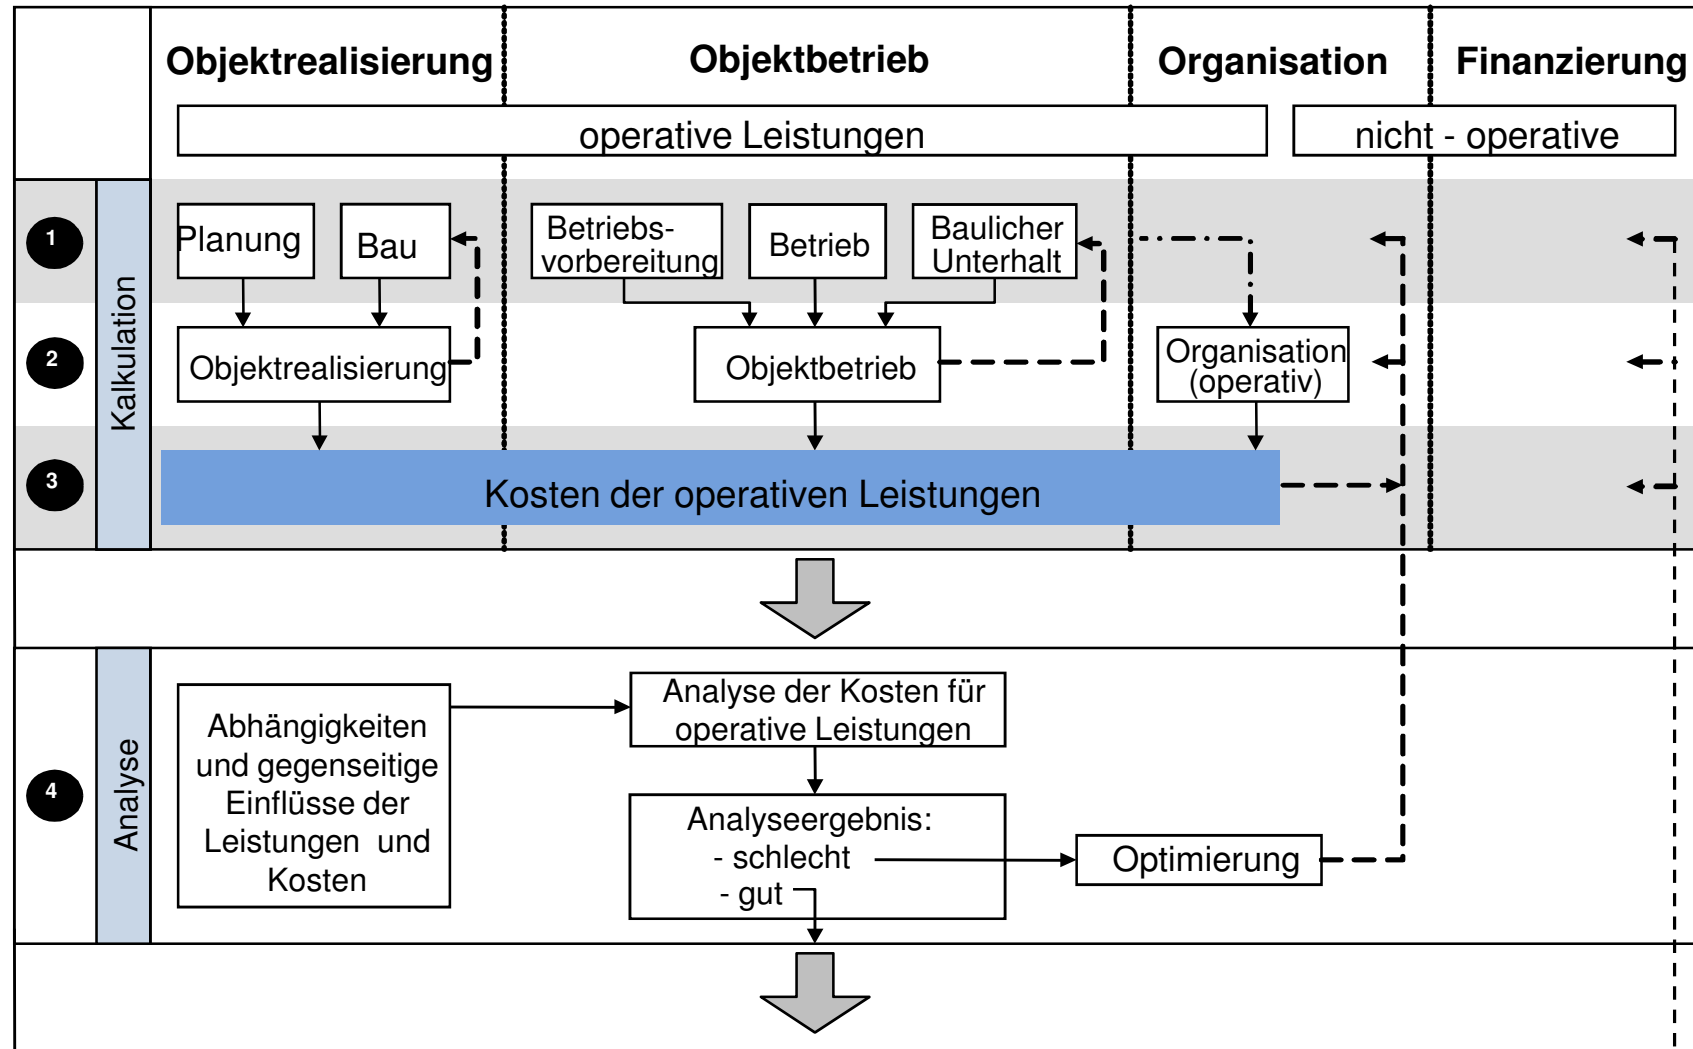 Objektrealisierung
Objektbetrieb
Organisation
Finanzierung
operative Leistungen
nicht - operative
Kalkulation
1
Planung
Bau
Betriebs-
vorbereitung
Betrieb
Baulicher
Unterhalt
2
Objektrealisierung
Objektbetrieb
Organisation
(operativ)
3
Kosten der operativen Leistungen
4
Analyse
Abhängigkeiten
und gegenseitige
Einflüsse der
Leistungen und
Kosten
Analyse der Kosten für
operative Leistungen
Analyseergebnis:
- schlecht
- gut
Optimierung